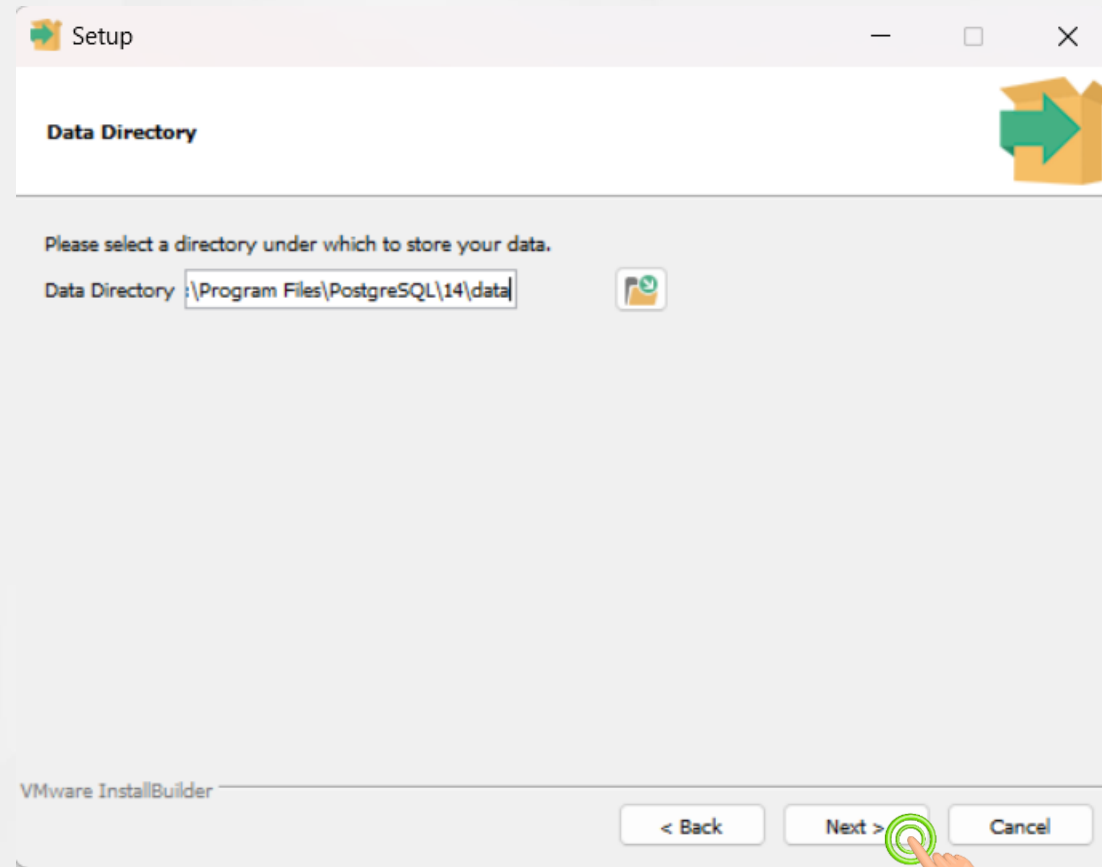 Setup
Data Directory
Please select a directory under which to store your data.
Data Directory :\Program Files\PostgreSQL\14\data
VMware InstallBuilder
< Back Next > Cancel